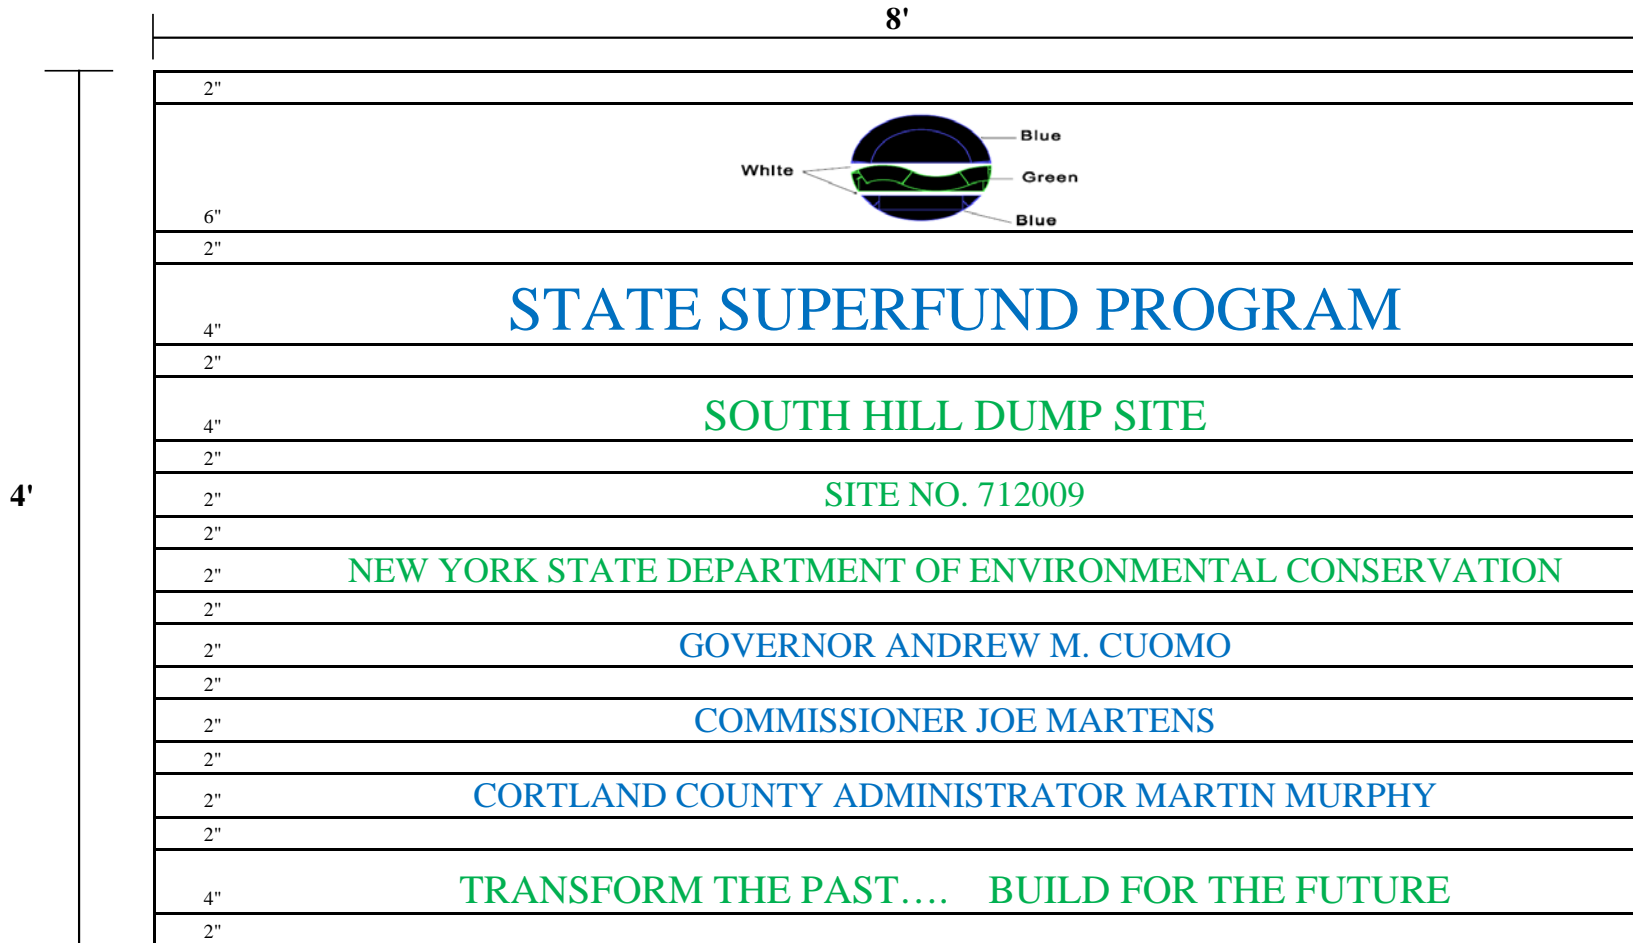 8'
2"
Blue
White
Green
6"
Blue
2"
4" STATE SUPERFUND PROGRAM
2"
4" SOUTH HILL DUMP SITE
2"
4'
2" SITE NO. 712009
2"
2" NEW YORK STATE DEPARTMENT OF ENVIRONMENTAL CONSERVATION
2"
2" GOVERNOR ANDREW M. CUOMO
2"
2" COMMISSIONER JOE MARTENS
2"
2" CORTLAND COUNTY ADMINISTRATOR MARTIN MURPHY
2"
4" TRANSFORM THE PAST…. BUILD FOR THE FUTURE
2"